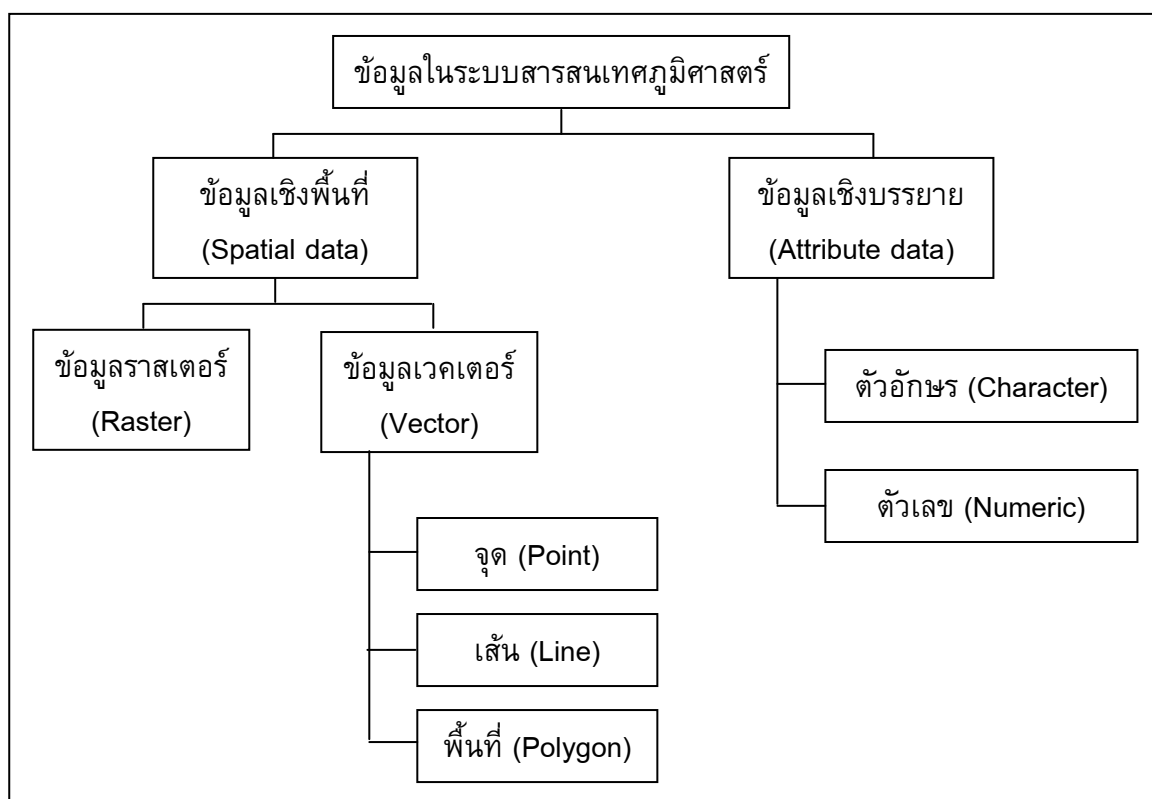 ข้อมูลในระบบสารสนเทศภูมิศาสตร์
ข้อมูลเชิงพื้นที่
(Spatial data)
ข้อมูลเชิงบรรยาย
(Attribute data)
ข้อมูลราสเตอร์
(Raster)
ข้อมูลเวคเตอร์
(Vector)
ตัวอักษร (Character)
ตัวเลข (Numeric)
จุด (Point)
เส้น (Line)
พื้นที่ (Polygon)